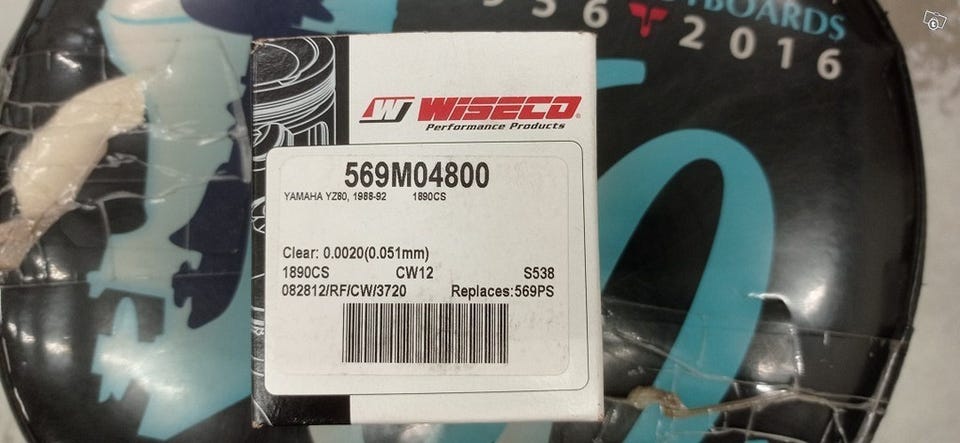 BOARDS
956 2016
W WISECO®
Performance Products
569M04800
YAMAHA YZ80, 1988-92 1890CS
Clear: 0.0020(0.051mm)
1890CS CW12 S538
082812/RF/CW/3720 Replaces:569PS